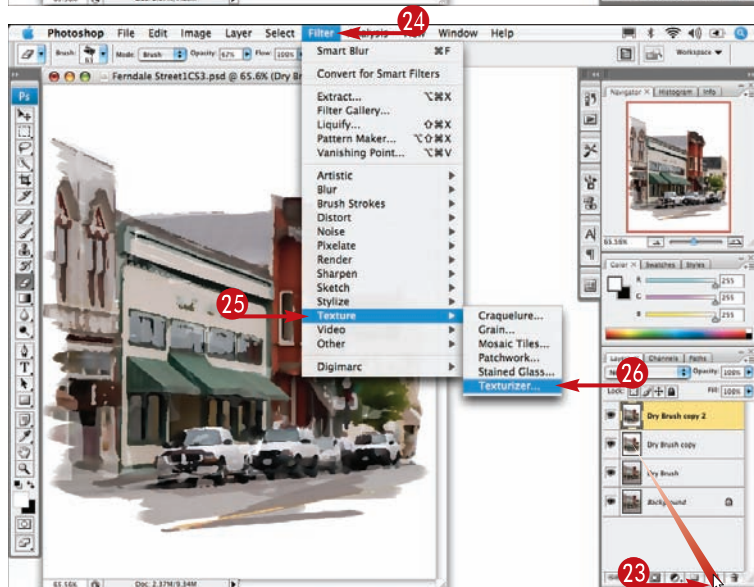 24
Photoshop File Edit Image Layer Select Filter Analysis View Window Help
Brush: 63 Mode: Brush Opacity: 67% Flow: 100% Workspace
Ferndale Street1CS3.psd @ 65.6% (Dry Br
Smart Blur ⌘F
Convert for Smart Filters
Extract... ⌥⌘X
Filter Gallery...
Liquify... ⇧⌘X
Pattern Maker... ⌥⇧⌘X
Vanishing Point... ⌥⌘V
Artistic
Blur
Brush Strokes
Distort
Noise
Pixelate
Render
Sharpen
Sketch
Stylize
25
Texture
Video
Other
Digimarc
Craquelure...
Grain...
Mosaic Tiles...
Patchwork...
Stained Glass...
Texturizer...
26
Ps
Navigator × Histogram Info
65.56%
Color × Swatches Styles
R 255
G 255
B 255
Channels Paths
Opacity: 100%
Lock: Fill: 100%
Dry Brush copy 2
Dry Brush copy
Dry Brush
Background
23
65.56% Doc: 2.37M/9.34M